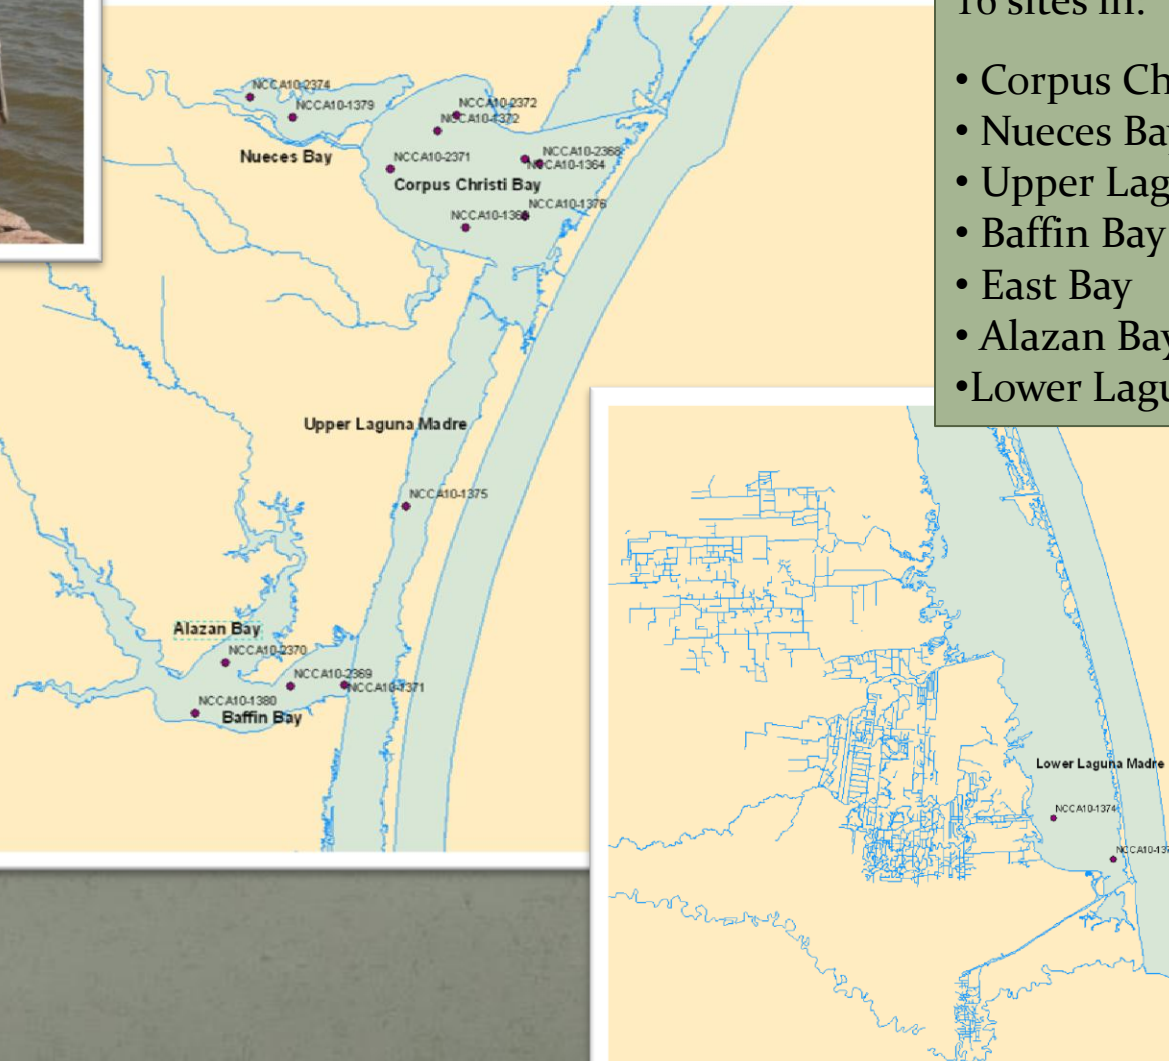 16 sites in:
• Corpus Ch
• Nueces Bay
• Upper Lag
• Baffin Bay
• East Bay
• Alazan Bay
•Lower Lagu
NCCA10-2374
NCCA10-1379
Nueces Bay
NCCA10-2372
NCCA10-1372
NCCA10-2371
NCCA10-2368
NCCA10-1364
Corpus Christi Bay
NCCA10-1376
Upper Laguna Madre
NCCA10-1375
Alazan Bay
NCCA10-2370
NCCA10-2369
NCCA10-1371
NCCA10-1380
Baffin Bay
Lower Laguna Madre
NCCA10-1374